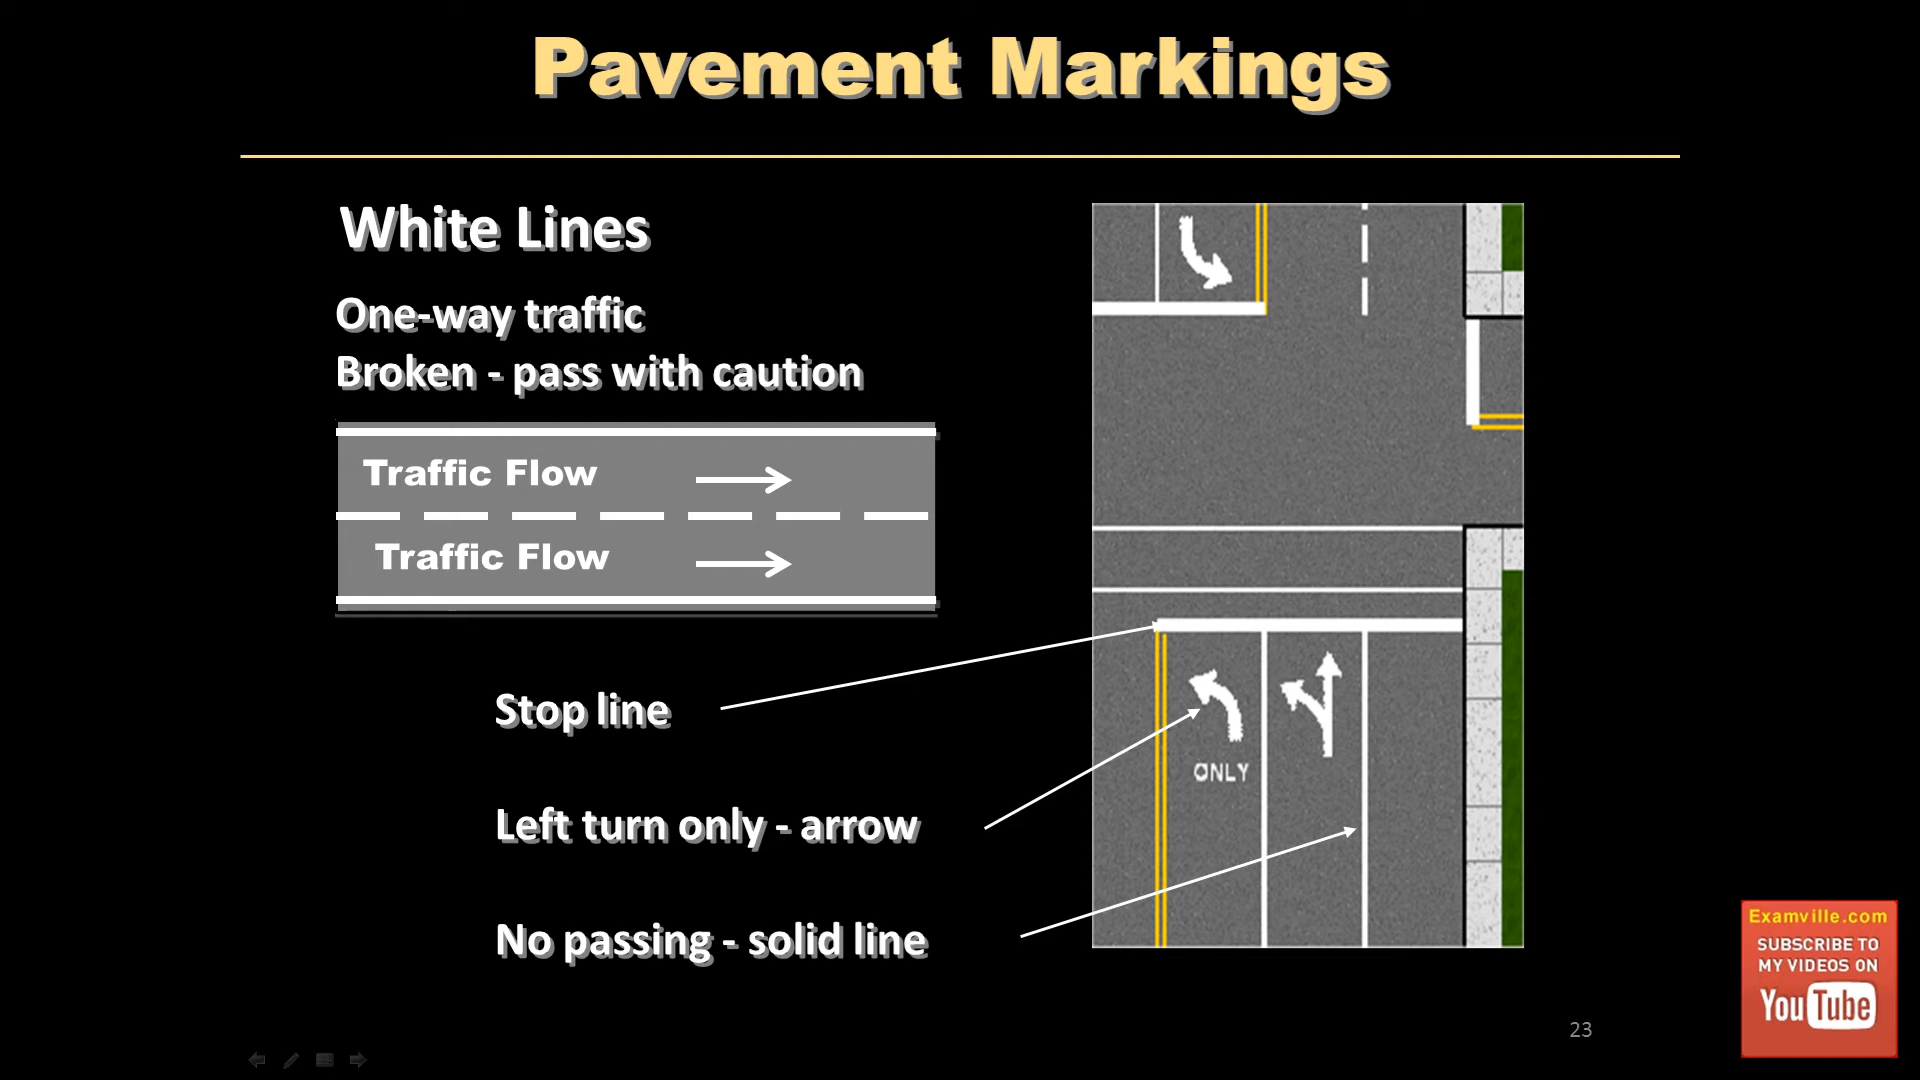 Pavement Markings
White Lines
One-way traffic
Broken - pass with caution
Traffic Flow
Traffic Flow
Stop line
Left turn only - arrow
No passing - solid line
ONLY
Examville.com
SUBSCRIBE TO
MY VIDEOS ON
YouTube
23